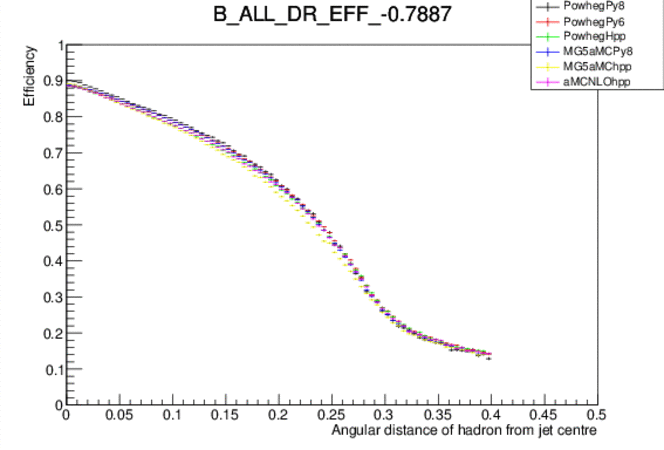 B_ALL_DR_EFF_-0.7887
PowhegPy8
PowhegPy6
PowhegHpp
MG5aMCPy8
MG5aMChpp
aMCNLOhpp
Efficiency
1
0.9
0.8
0.7
0.6
0.5
0.4
0.3
0.2
0.1
0
0 0.05 0.1 0.15 0.2 0.25 0.3 0.35 0.4 0.45 0.5
Angular distance of hadron from jet centre